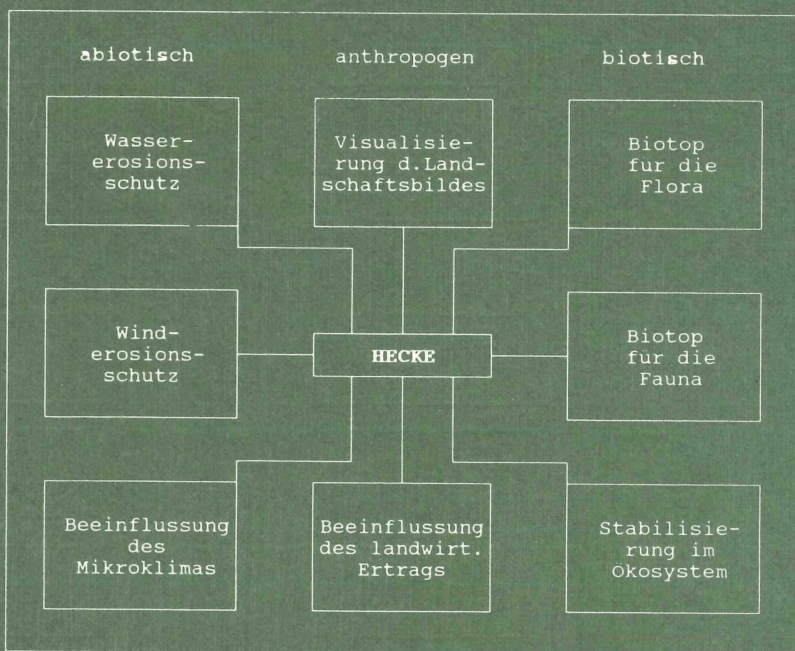 abiotisch
anthropogen
biotisch
Wasser-
erosions-
schutz
Visualisie-
rung d.Land-
schaftsbildes
Biotop
fur die
Flora
Wind-
erosions-
schutz
HECKE
Biotop
für die
Fauna
Beeinflussung
des
Mikroklimas
Beeinflussung
des landwirt.
Ertrags
Stabilisie-
rung im
Ökosystem